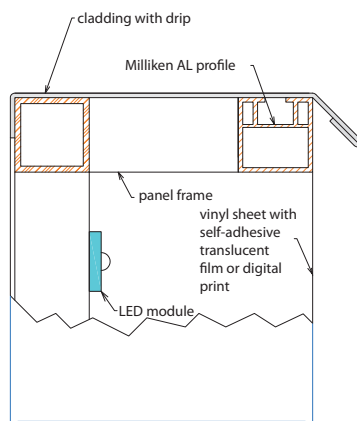 cladding with drip
Milliken AL profile
panel frame
vinyl sheet with
self-adhesive
translucent
film or digital
print
LED module